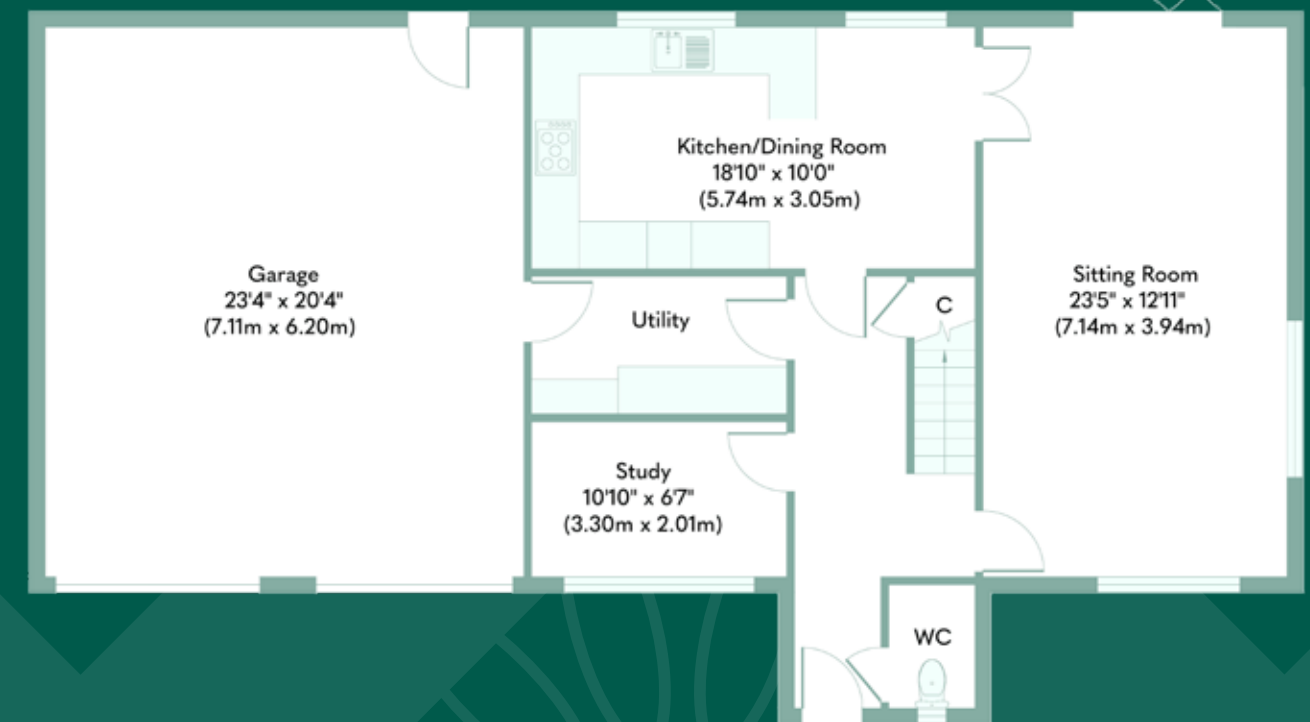 Kitchen/Dining Room
18'10" x 10'0"
(5.74m x 3.05m)
Garage
23'4" x 20'4"
(7.11m x 6.20m)
Utility
C
Sitting Room
23'5" x 12'11"
(7.14m x 3.94m)
Study
10'10" x 6'7"
(3.30m x 2.01m)
WC